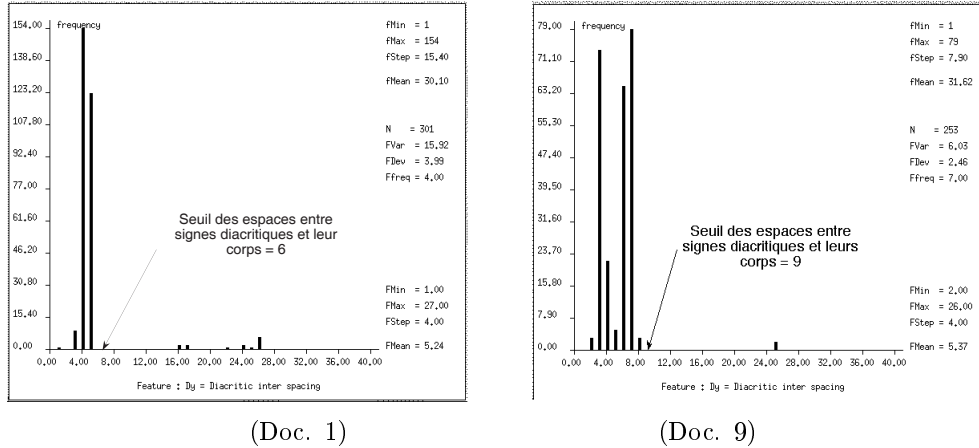 154.00 frequency
138.60
123.20
107.80
92.40
77.00
61.60
46.20
30.80
15.40
0.00
0.00 4.00 8.00 12.00 16.00 20.00 24.00 28.00 32.00 36.00 40.00
Feature : Dy = Diacritic inter spacing
Seuil des espaces entre
signes diacritiques et leur
corps = 6
fMin = 1
fMax = 154
fStep = 15.40
fMean = 30.10
N = 301
FVar = 15.92
FDev = 3.99
Ffreq = 4.00
FMin = 1.00
FMax = 27.00
FStep = 4.00
FMean = 5.24
(Doc. 1)
79.00 frequency
71.10
63.20
55.30
47.40
39.50
31.60
23.70
15.80
7.90
0.00
0.00 4.00 8.00 12.00 16.00 20.00 24.00 28.00 32.00 36.00 40.00
Feature : Dy = Diacritic inter spacing
Seuil des espaces entre
signes diacritiques et leurs
corps = 9
fMin = 1
fMax = 79
fStep = 7.90
fMean = 31.62
N = 253
FVar = 6.03
FDev = 2.46
Ffreq = 7.00
FMin = 2.00
FMax = 26.00
FStep = 4.00
FMean = 5.37
(Doc. 9)